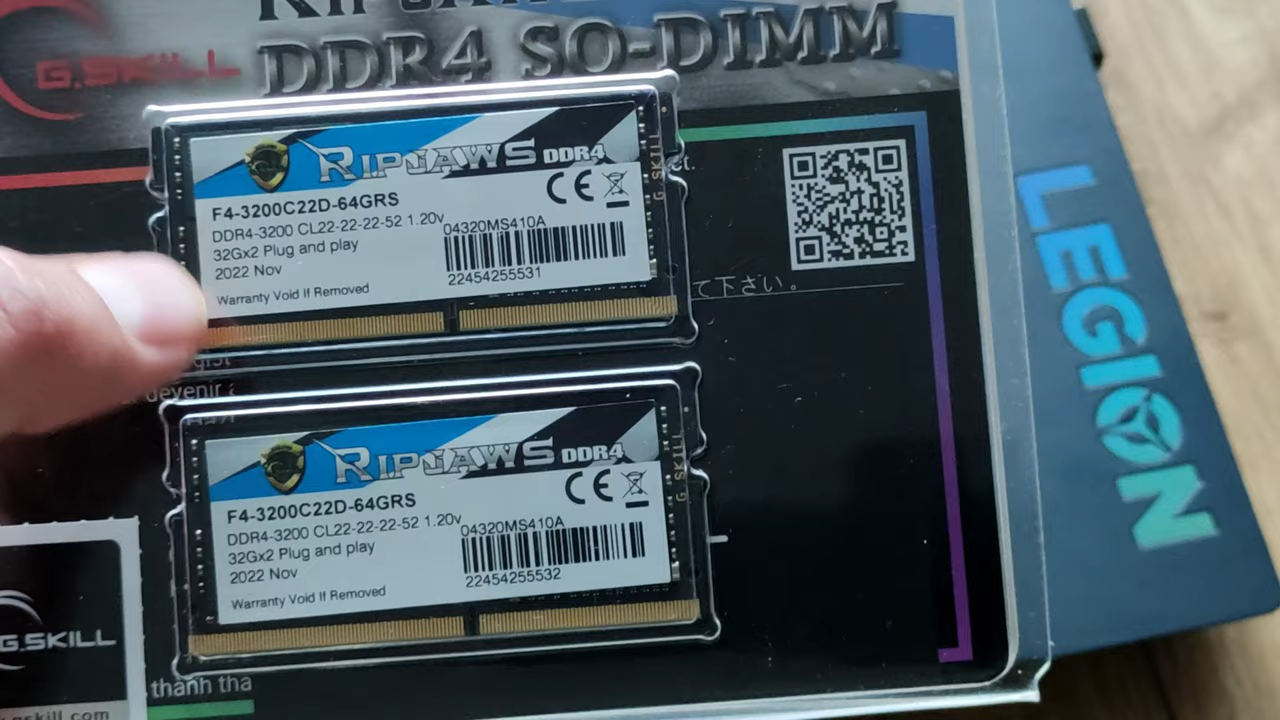 G.SKILL
DDR4 SO-DIMM
RIPJAWS DDR4
F4-3200C22D-64GRS
DDR4-3200 CL22-22-22-52 1.20v
32Gx2 Plug and play
2022 Nov
Warranty Void If Removed
CE
04320MS410A
22454255531
G.SKILL
て下さい。
devenir
RIPJAWS DDR4
F4-3200C22D-64GRS
DDR4-3200 CL22-22-22-52 1.20v
32Gx2 Plug and play
2022 Nov
Warranty Void If Removed
CE
04320MS410A
22454255532
G.SKILL
LEGION
G.SKILL
thanh tha